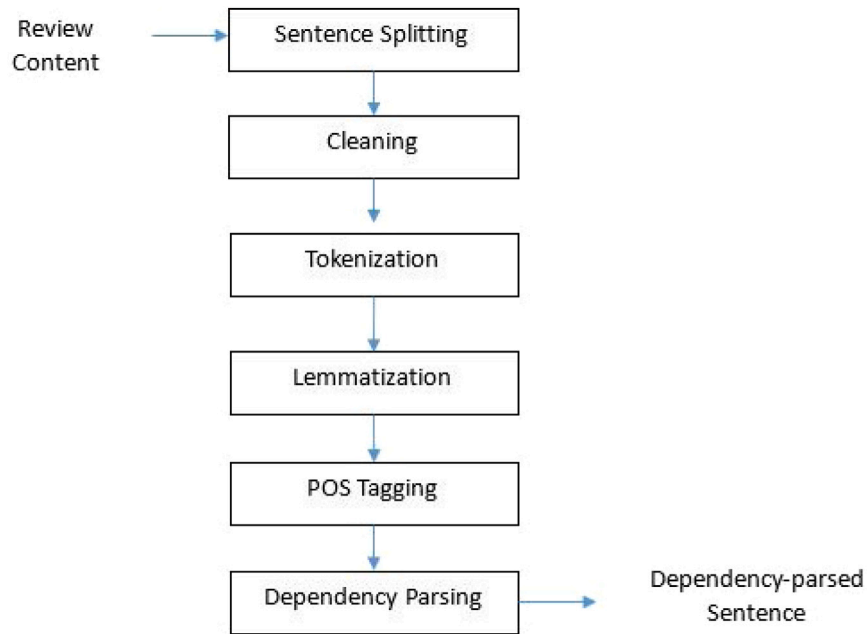 Review
Content
Sentence Splitting
Cleaning
Tokenization
Lemmatization
POS Tagging
Dependency Parsing
Dependency-parsed
Sentence